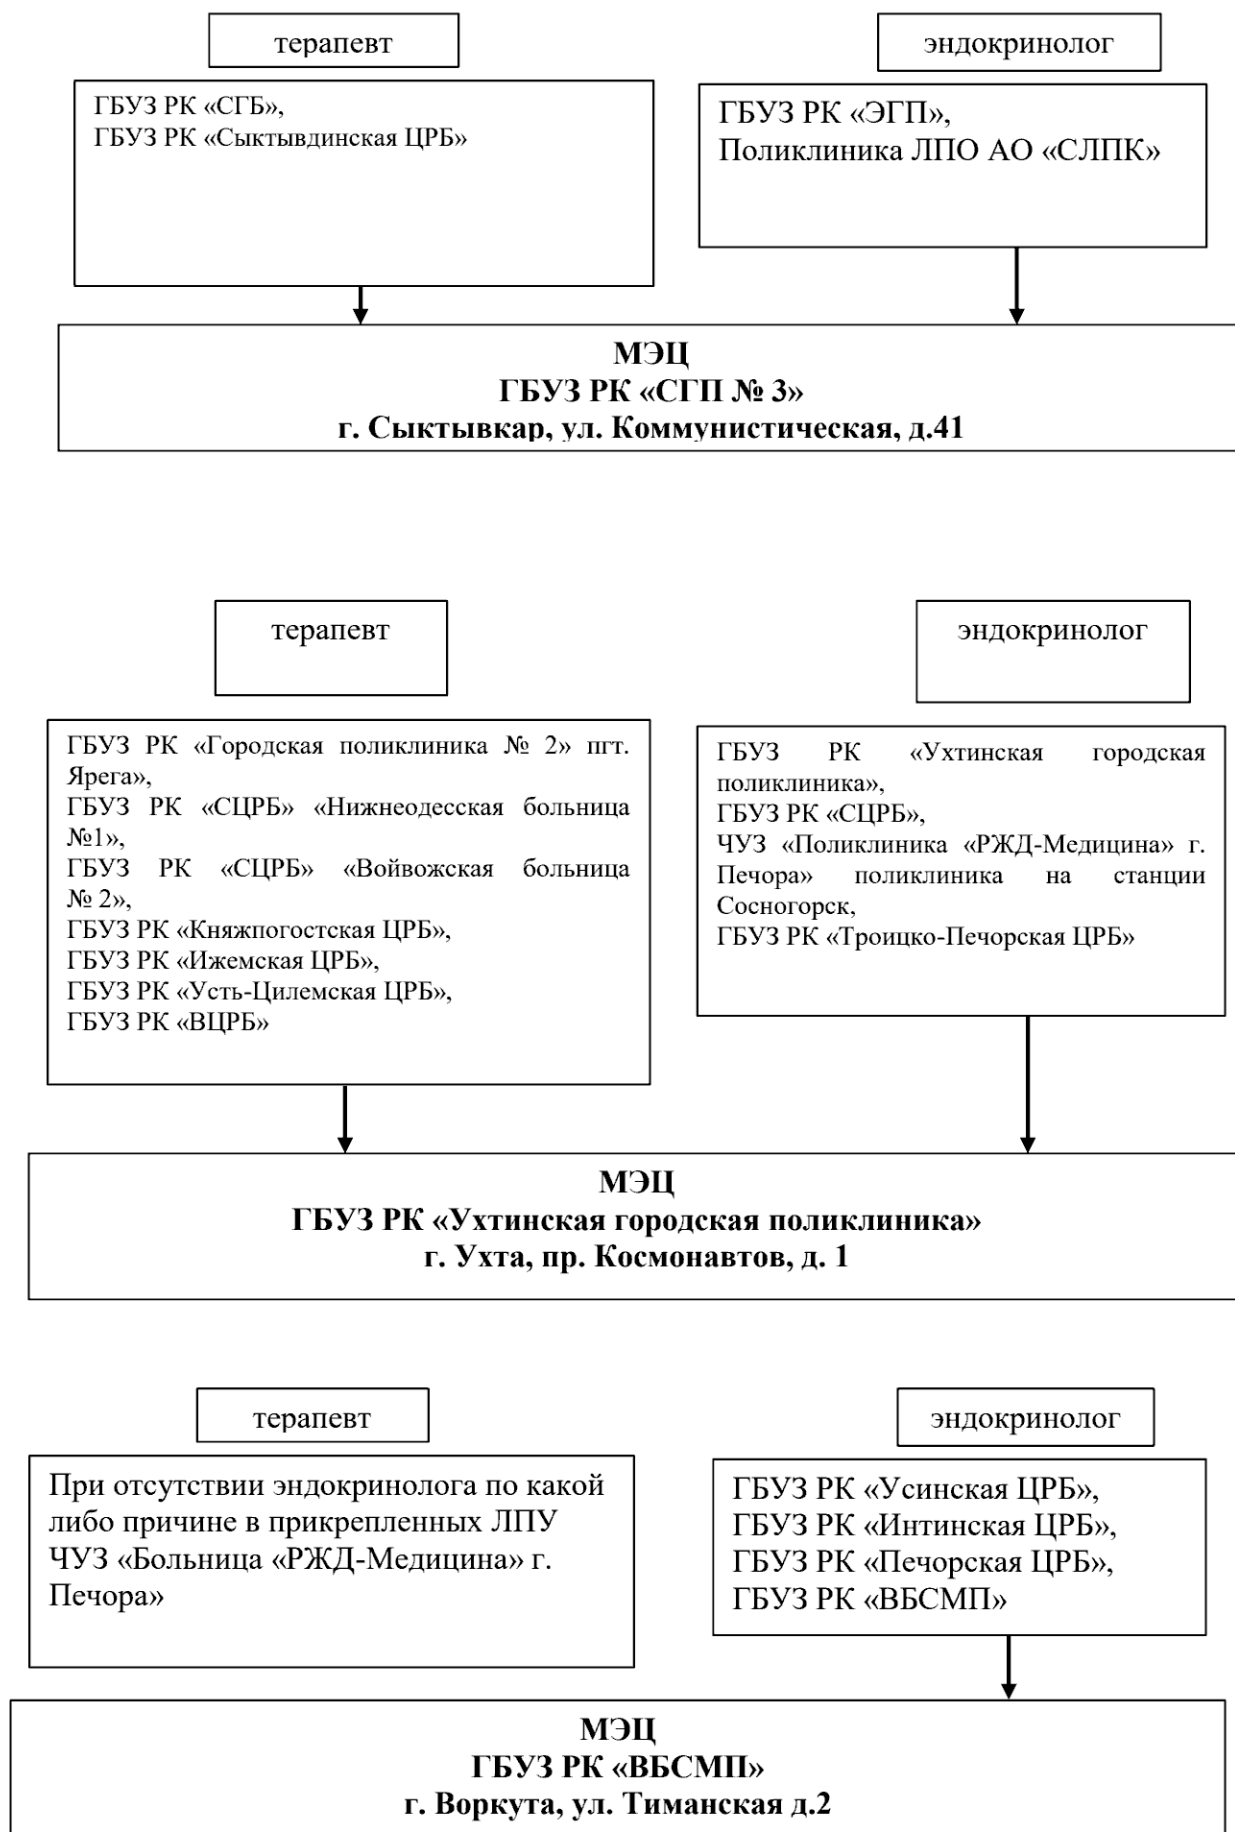 терапевт
эндокринолог
ГБУЗ РК «СГБ»,
ГБУЗ РК «Сыктывдинская ЦРБ»
ГБУЗ РК «ЭГП»,
Поликлиника ЛПО АО «СЛПК»
МЭЦ
ГБУЗ РК «СГП № 3»
г. Сыктывкар, ул. Коммунистическая, д.41
терапевт
эндокринолог
ГБУЗ РК «Городская поликлиника № 2» пгт.
Ярега»,
ГБУЗ РК «СЦРБ» «Нижнеодесская больница
№1»,
ГБУЗ РК «СЦРБ» «Войвожская больница
№ 2»,
ГБУЗ РК «Княжпогостская ЦРБ»,
ГБУЗ РК «Ижемская ЦРБ»,
ГБУЗ РК «Усть-Цилемская ЦРБ»,
ГБУЗ РК «ВЦРБ»
ГБУЗ РК «Ухтинская городская
поликлиника»,
ГБУЗ РК «СЦРБ»,
ЧУЗ «Поликлиника «РЖД-Медицина» г.
Печора» поликлиника на станции
Сосногорск,
ГБУЗ РК «Троицко-Печорская ЦРБ»
МЭЦ
ГБУЗ РК «Ухтинская городская поликлиника»
г. Ухта, пр. Космонавтов, д. 1
терапевт
эндокринолог
При отсутствии эндокринолога по какой
либо причине в прикрепленных ЛПУ
ЧУЗ «Больница «РЖД-Медицина» г.
Печора»
ГБУЗ РК «Усинская ЦРБ»,
ГБУЗ РК «Интинская ЦРБ»,
ГБУЗ РК «Печорская ЦРБ»,
ГБУЗ РК «ВБСМП»
МЭЦ
ГБУЗ РК «ВБСМП»
г. Воркута, ул. Тиманская д.2